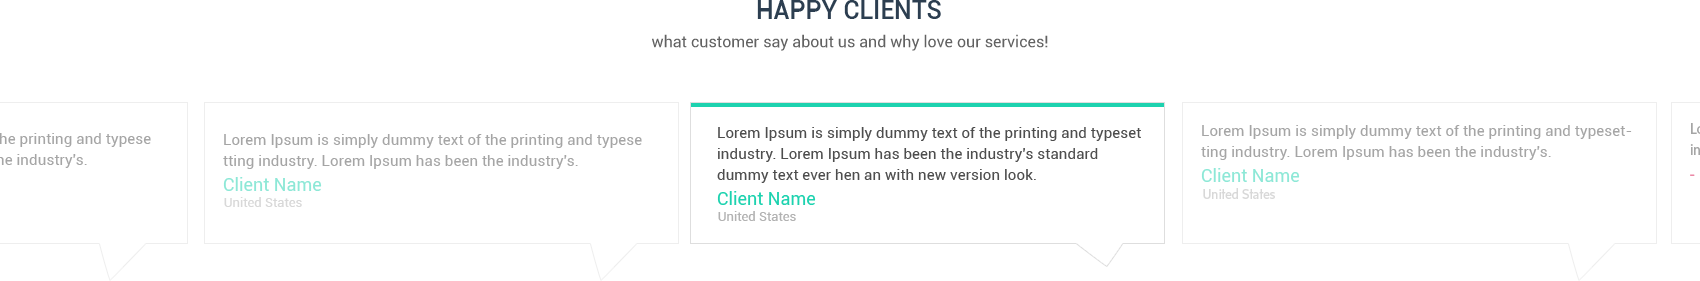 HAPPY CLIENTS
what customer say about us and why love our services!
he printing and typese
he industry's.
Lorem Ipsum is simply dummy text of the printing and typese
tting industry. Lorem Ipsum has been the industry's.
Client Name
United States
Lorem Ipsum is simply dummy text of the printing and typeset
industry. Lorem Ipsum has been the industry's standard
dummy text ever hen an with new version look.
Client Name
United States
Lorem Ipsum is simply dummy text of the printing and typeset-
ting industry. Lorem Ipsum has been the industry's.
Client Name
United States
Lo
in
-